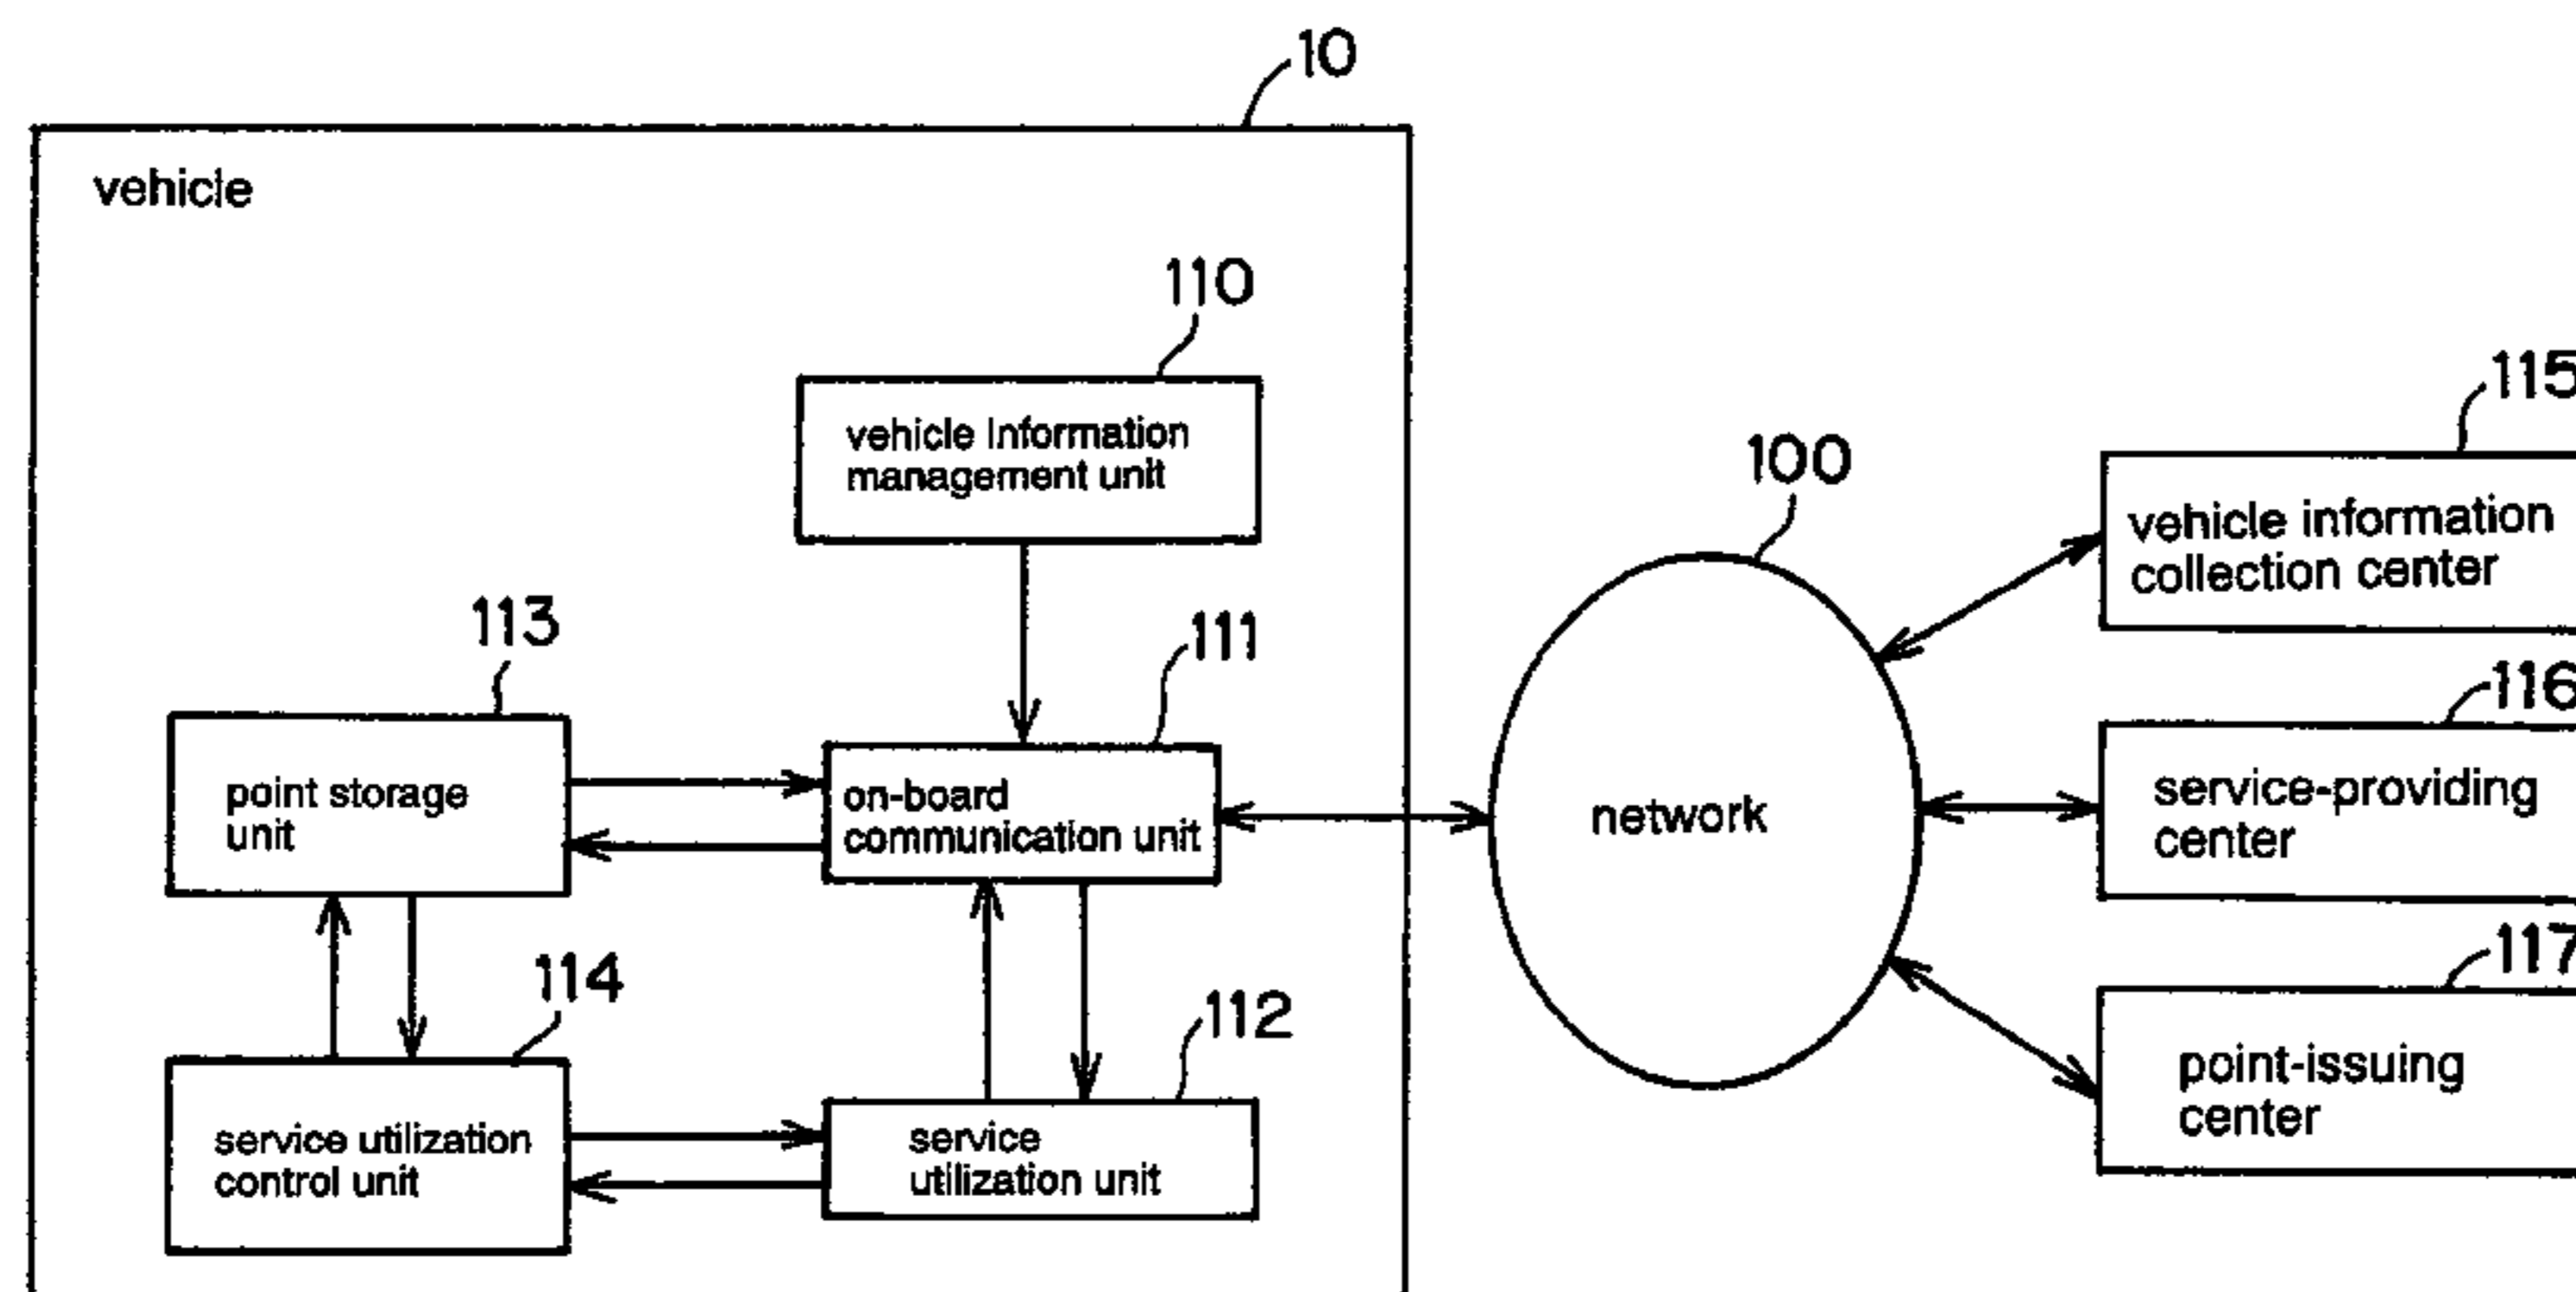 10
vehicle
110
vehicle information
management unit
113
point storage
unit
111
on-board
communication unit
114
service utilization
control unit
112
service
utilization unit
100
network
115
vehicle information
collection center
116
service-providing
center
117
point-issuing
center